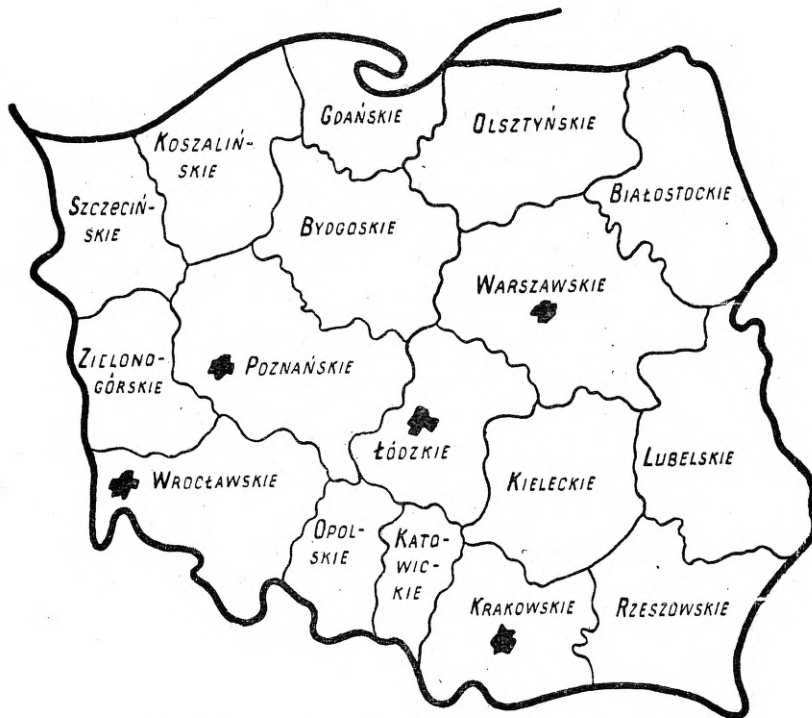 GDAŃSKIE
OLSZTYŃSKIE
KOSZALIŃ-
SKIE
BIAŁOSTOCKIE
SZCZECIŃ-
SKIE
BYDGOSKIE
WARSZAWSKIE
ZIELONO-
GÓRSKIE
POZNAŃSKIE
ŁÓDZKIE
LUBELSKIE
WROCŁAWSKIE
KIELECKIE
OPOL-
SKIE
KATO-
WIC-
KIE
KRAKOWSKIE
RZESZOWSKIE